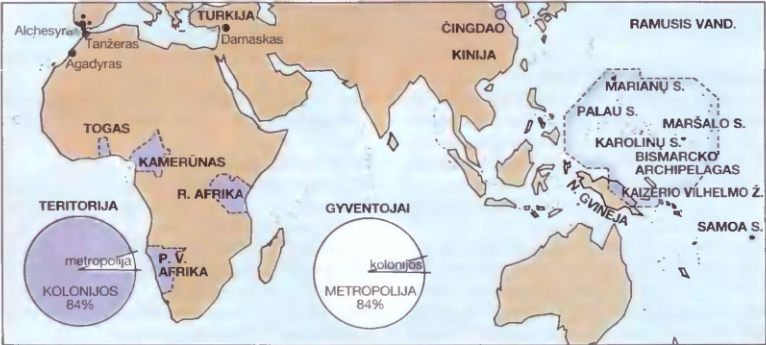 TURKIJA
RAMUSIS VAND.
Alchesyras
ČINGDAO
Tanžeras
Damaskas
KINIJA
Agadyras
MARIANŲ S.
PALAU S.
TOGAS
MARŠALO S.
KAROLINŲ S.
KAMERŪNAS
BISMARCKO
ARCHIPELAGAS
R. AFRIKA
KAIZERIO VILHELMO Ž.
N. GVINĖJA
TERITORIJA
GYVENTOJAI
SAMOA S.
metropolija
P. V.
AFRIKA
kolonijos
KOLONIJOS
84%
METROPOLIJA
84%